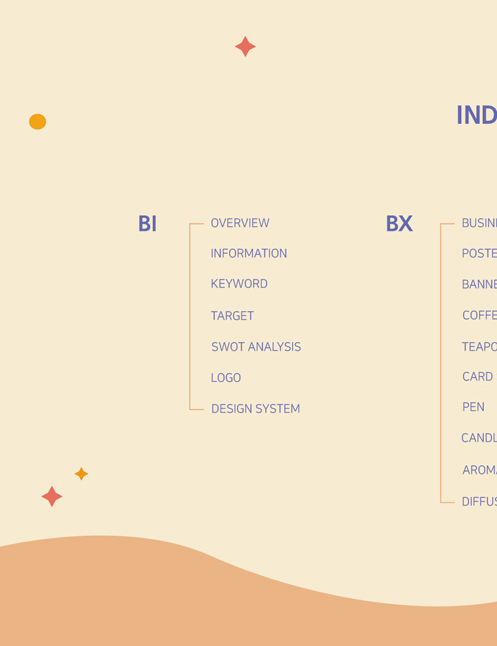 IND
BI
OVERVIEW
INFORMATION
KEYWORD
TARGET
SWOT ANALYSIS
LOGO
DESIGN SYSTEM
BX
BUSIN
POSTE
BANNE
COFFE
TEAPO
CARD
PEN
CANDL
AROMA
DIFFUS